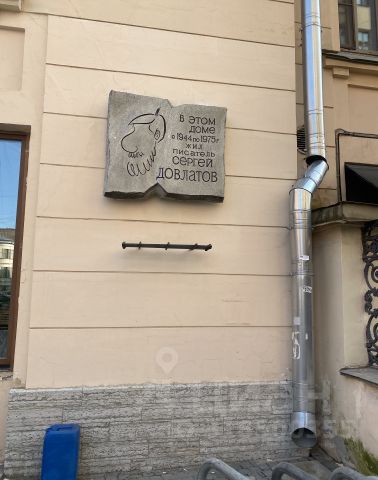 В ЭТОМ
ДОМЕ
с 1944 по 1975 г
ЖИЛ
ПИСАТЕЛЬ
СЕРГЕЙ
ДОВЛАТОВ